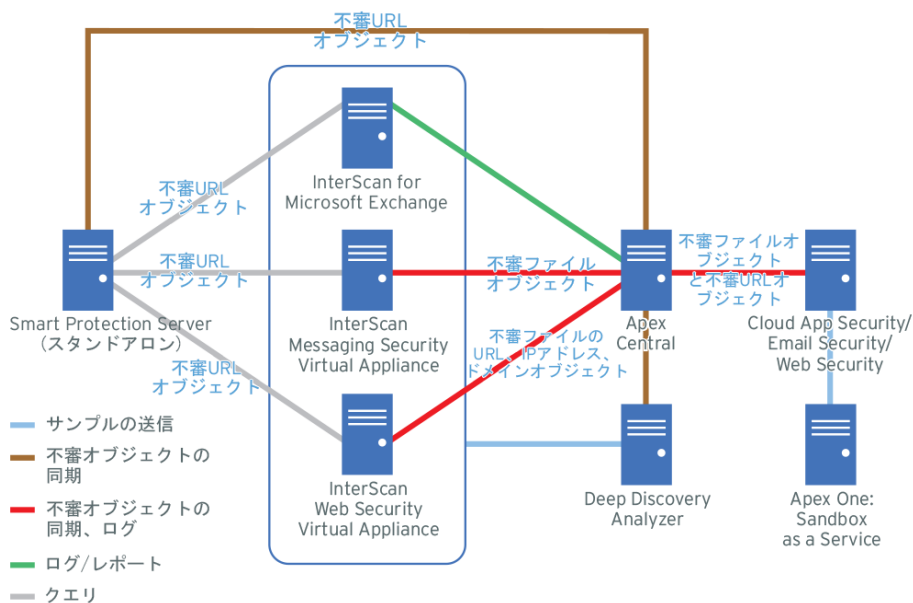 不審URL
オブジェクト
InterScan for
Microsoft Exchange
不審URL
オブジェクト
不審URL
オブジェクト
不審ファイル
オブジェクト
不審ファイルオ
ブジェクト
と不審URLオ
ブジェクト
Smart Protection Server
(スタンドアロン)
InterScan
Messaging Security
Virtual Appliance
Apex
Central
Cloud App Security/
Email Security/
Web Security
不審URL
オブジェクト
不審ファイルの
URL、IPアドレス、
ドメインオブジェクト
InterScan
Web Security
Virtual Appliance
Deep Discovery
Analyzer
Apex One:
Sandbox
as a Service
サンプルの送信
不審オブジェクトの
同期
不審オブジェクトの
同期、ログ
ログ/レポート
クエリ